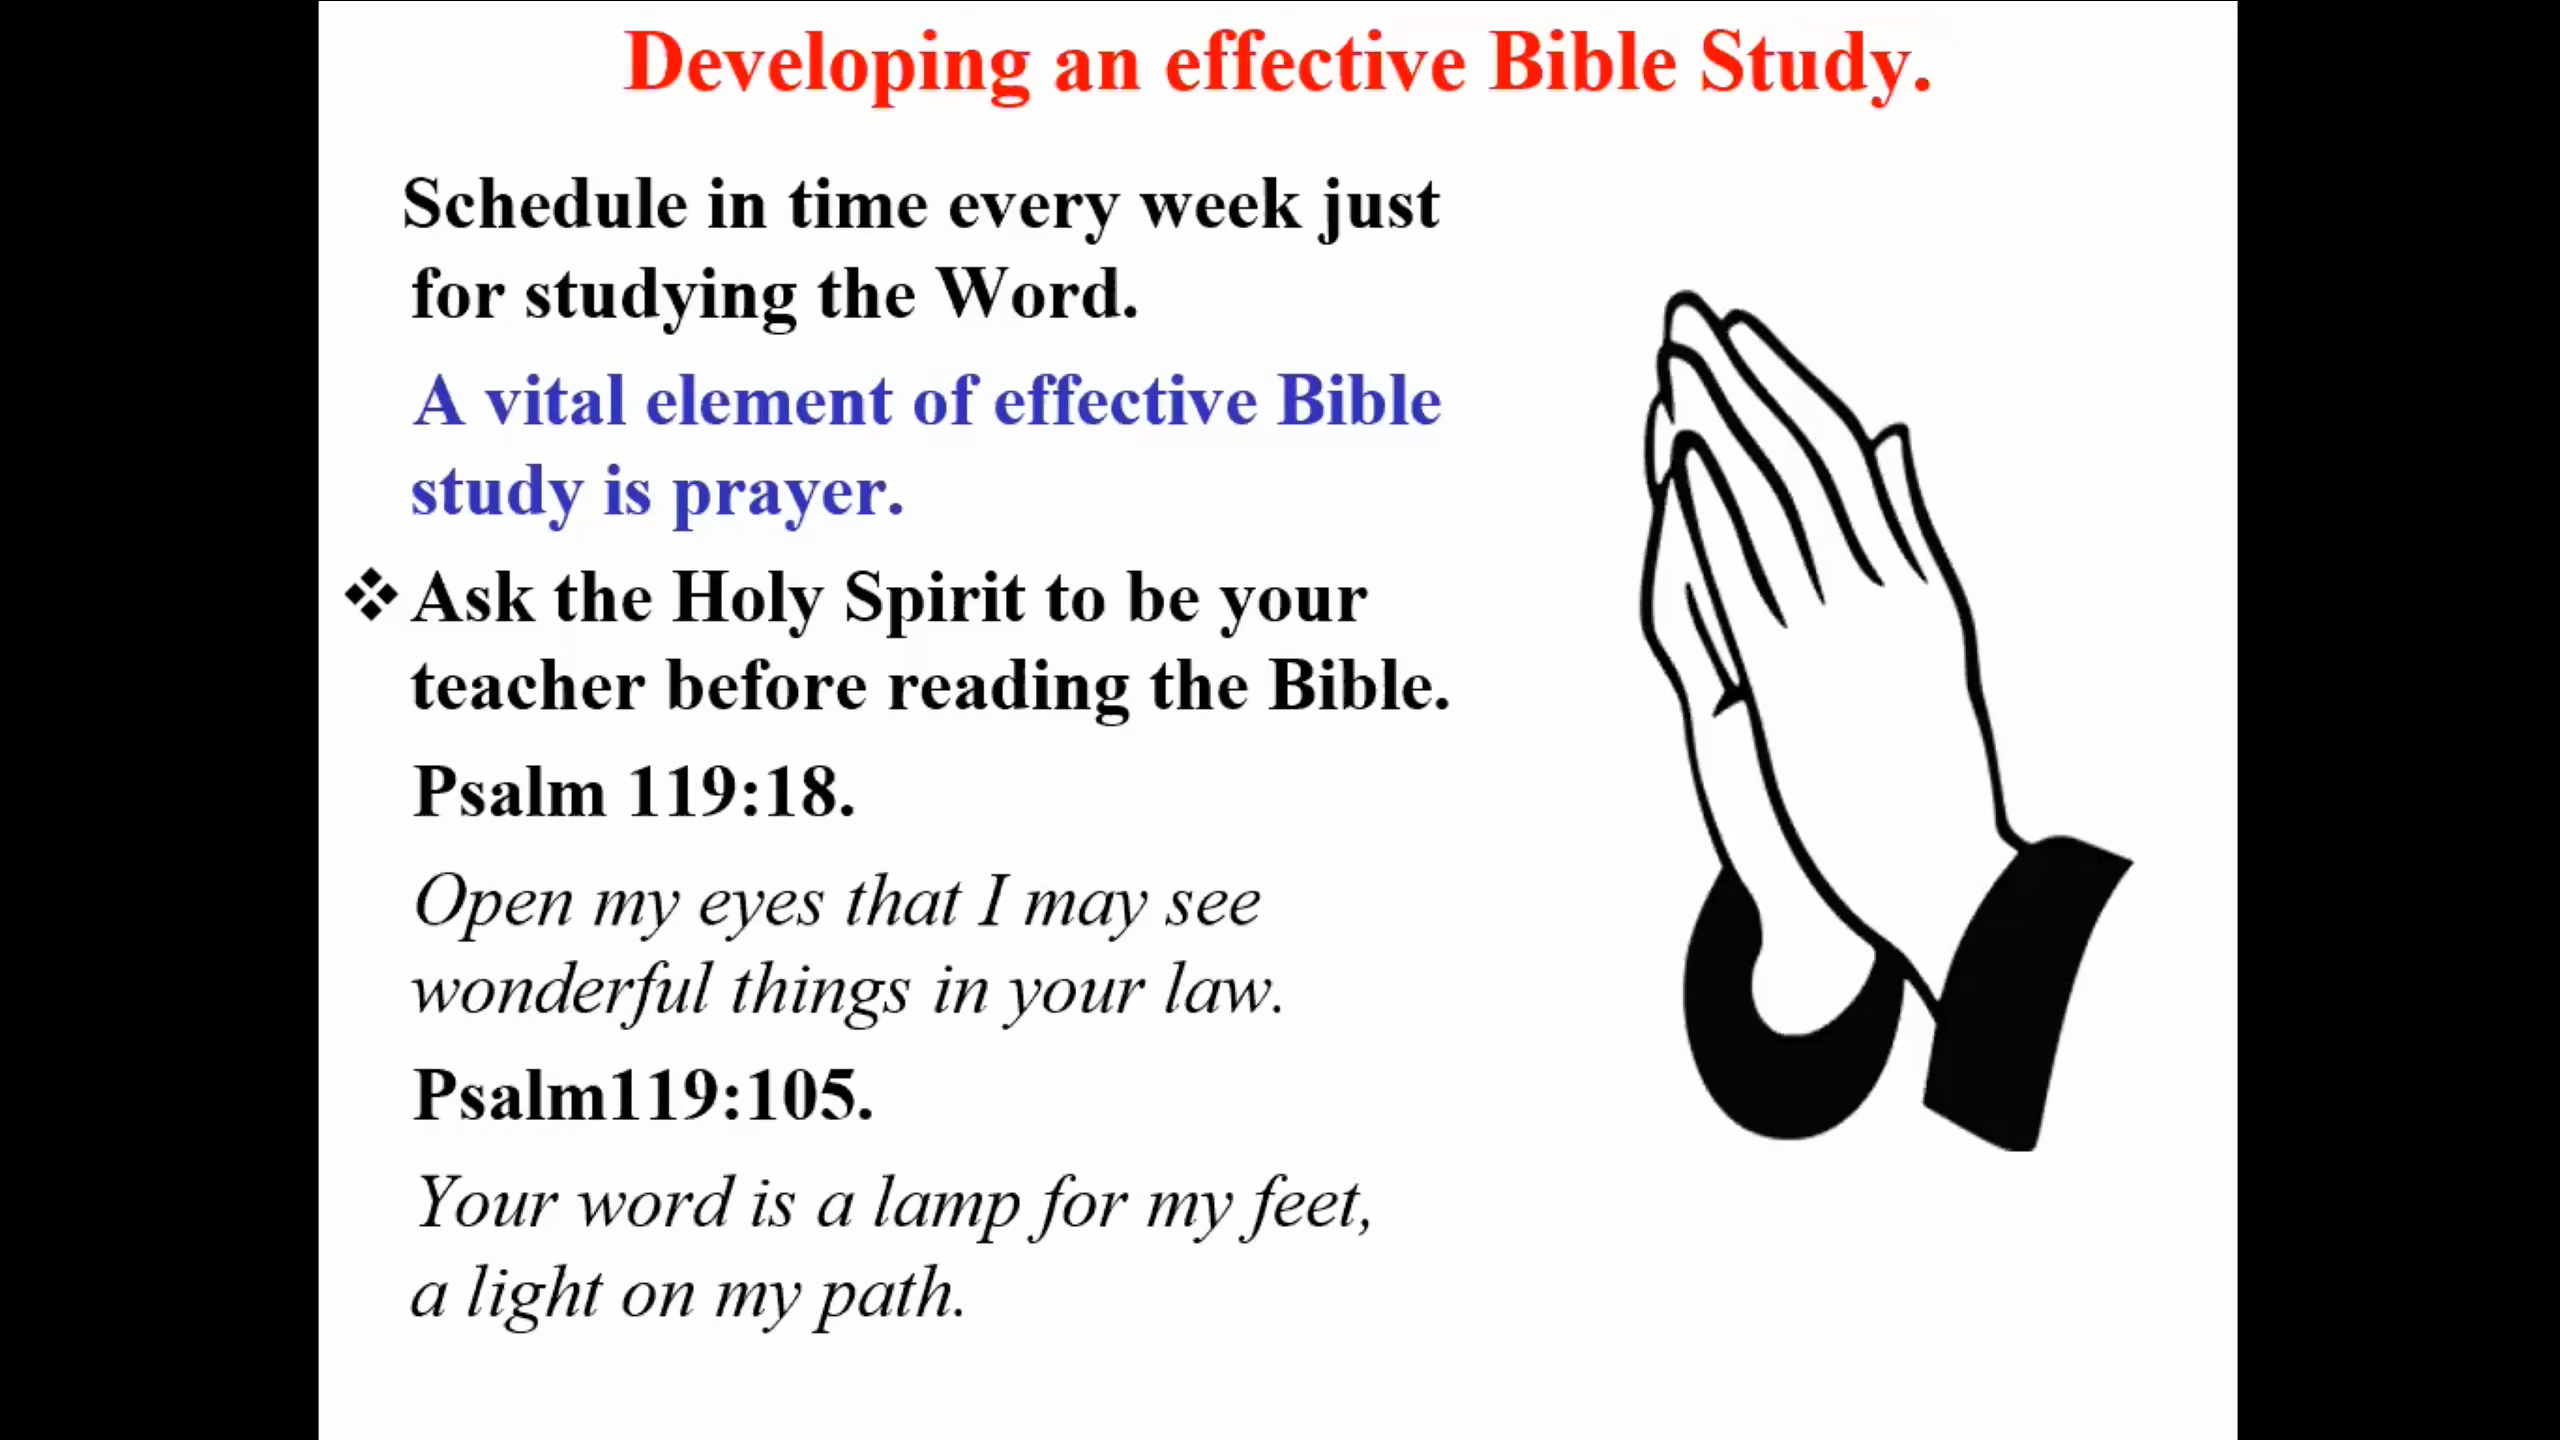 Developing an effective Bible Study.
Schedule in time every week just
for studying the Word.
A vital element of effective Bible
study is prayer.
❖ Ask the Holy Spirit to be your
teacher before reading the Bible.
Psalm 119:18.
Open my eyes that I may see
wonderful things in your law.
Psalm119:105.
Your word is a lamp for my feet,
a light on my path.